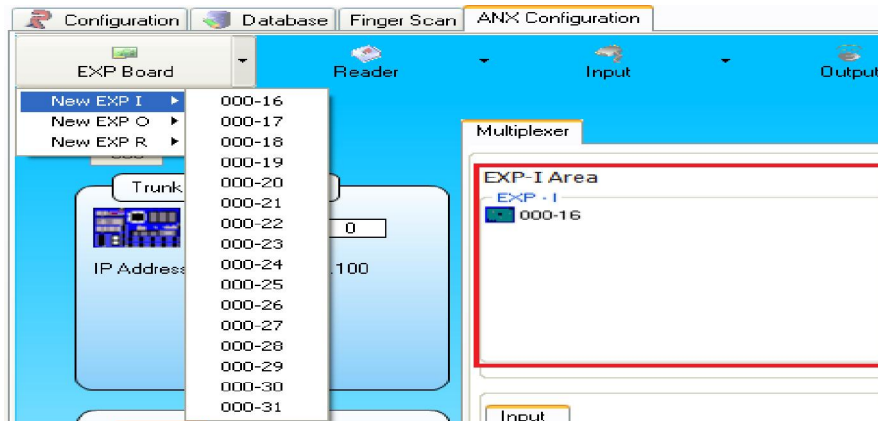 Configuration Database Finger Scan ANX Configuration
EXP Board Reader Input Output
New EXP I 000-16
New EXP O 000-17
New EXP R 000-18
000-19
000-20
000-21
000-22
000-23
000-24
000-25
000-26
000-27
000-28
000-29
000-30
000-31
Trunk
0
IP Address .100
Multiplexer
EXP-I Area
EXP - I
000-16
Input